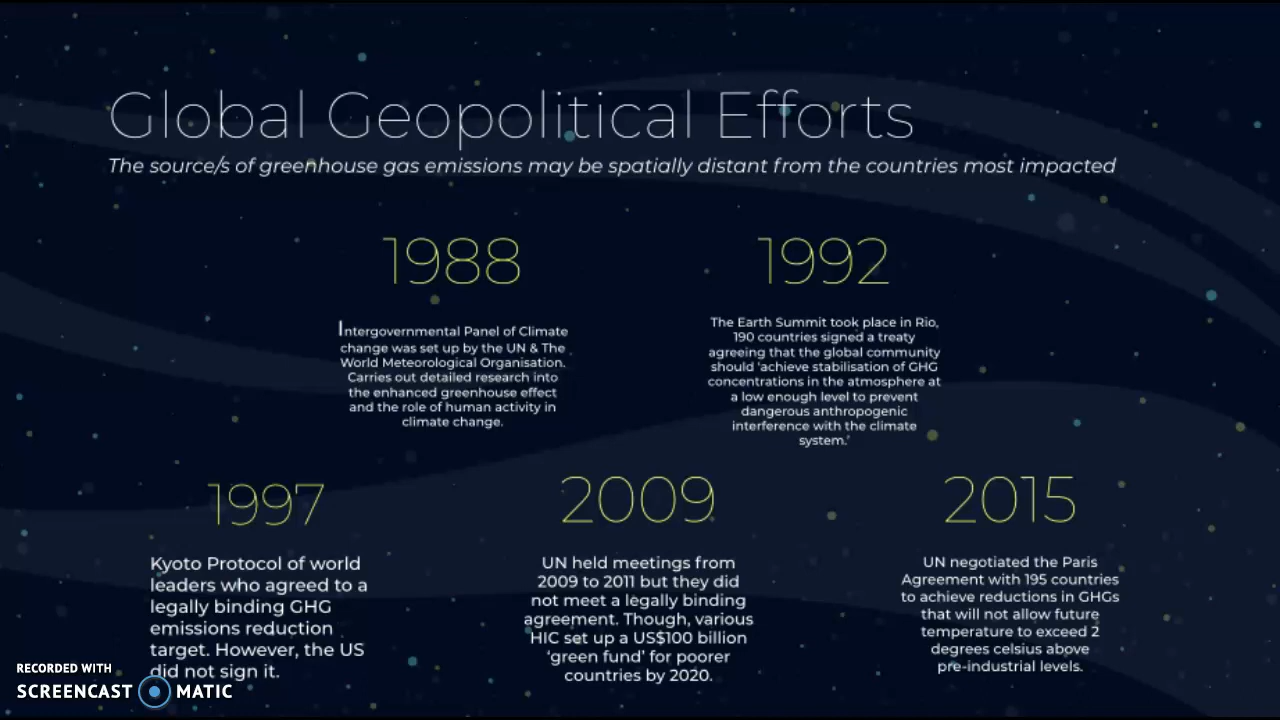 Global Geopolitical Efforts
The source/s of greenhouse gas emissions may be spatially distant from the countries most impacted
1988
Intergovernmental Panel of Climate
change was set up by the UN & The
World Meteorological Organisation.
Carries out detailed research into
the enhanced greenhouse effect
and the role of human activity in
climate change.
1992
The Earth Summit took place in Rio,
190 countries signed a treaty
agreeing that the global community
should ‘achieve stabilisation of GHG
concentrations in the atmosphere at
a low enough level to prevent
dangerous anthropogenic
interference with the climate
system.’
1997
Kyoto Protocol of world
leaders who agreed to a
legally binding GHG
emissions reduction
target. However, the US
did not sign it.
2009
UN held meetings from
2009 to 2011 but they did
not meet a legally binding
agreement. Though, various
HIC set up a US$100 billion
‘green fund’ for poorer
countries by 2020.
2015
UN negotiated the Paris
Agreement with 195 countries
to achieve reductions in GHGs
that will not allow future
temperature to exceed 2
degrees celsius above
pre-industrial levels.
RECORDED WITH
SCREENCAST MATIC